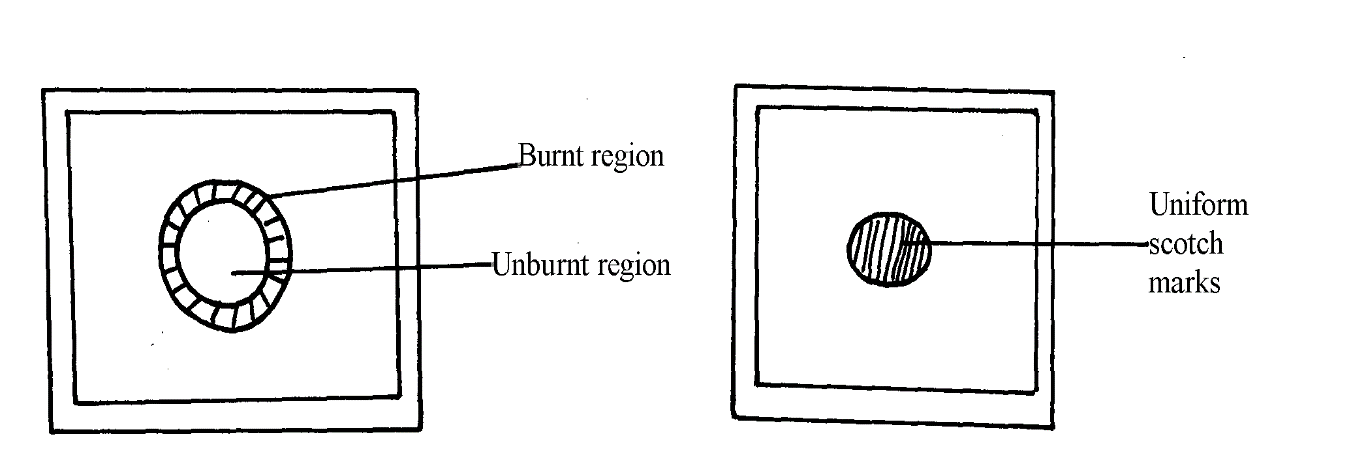 Burnt region
Unburnt region
Uniform
scotch
marks